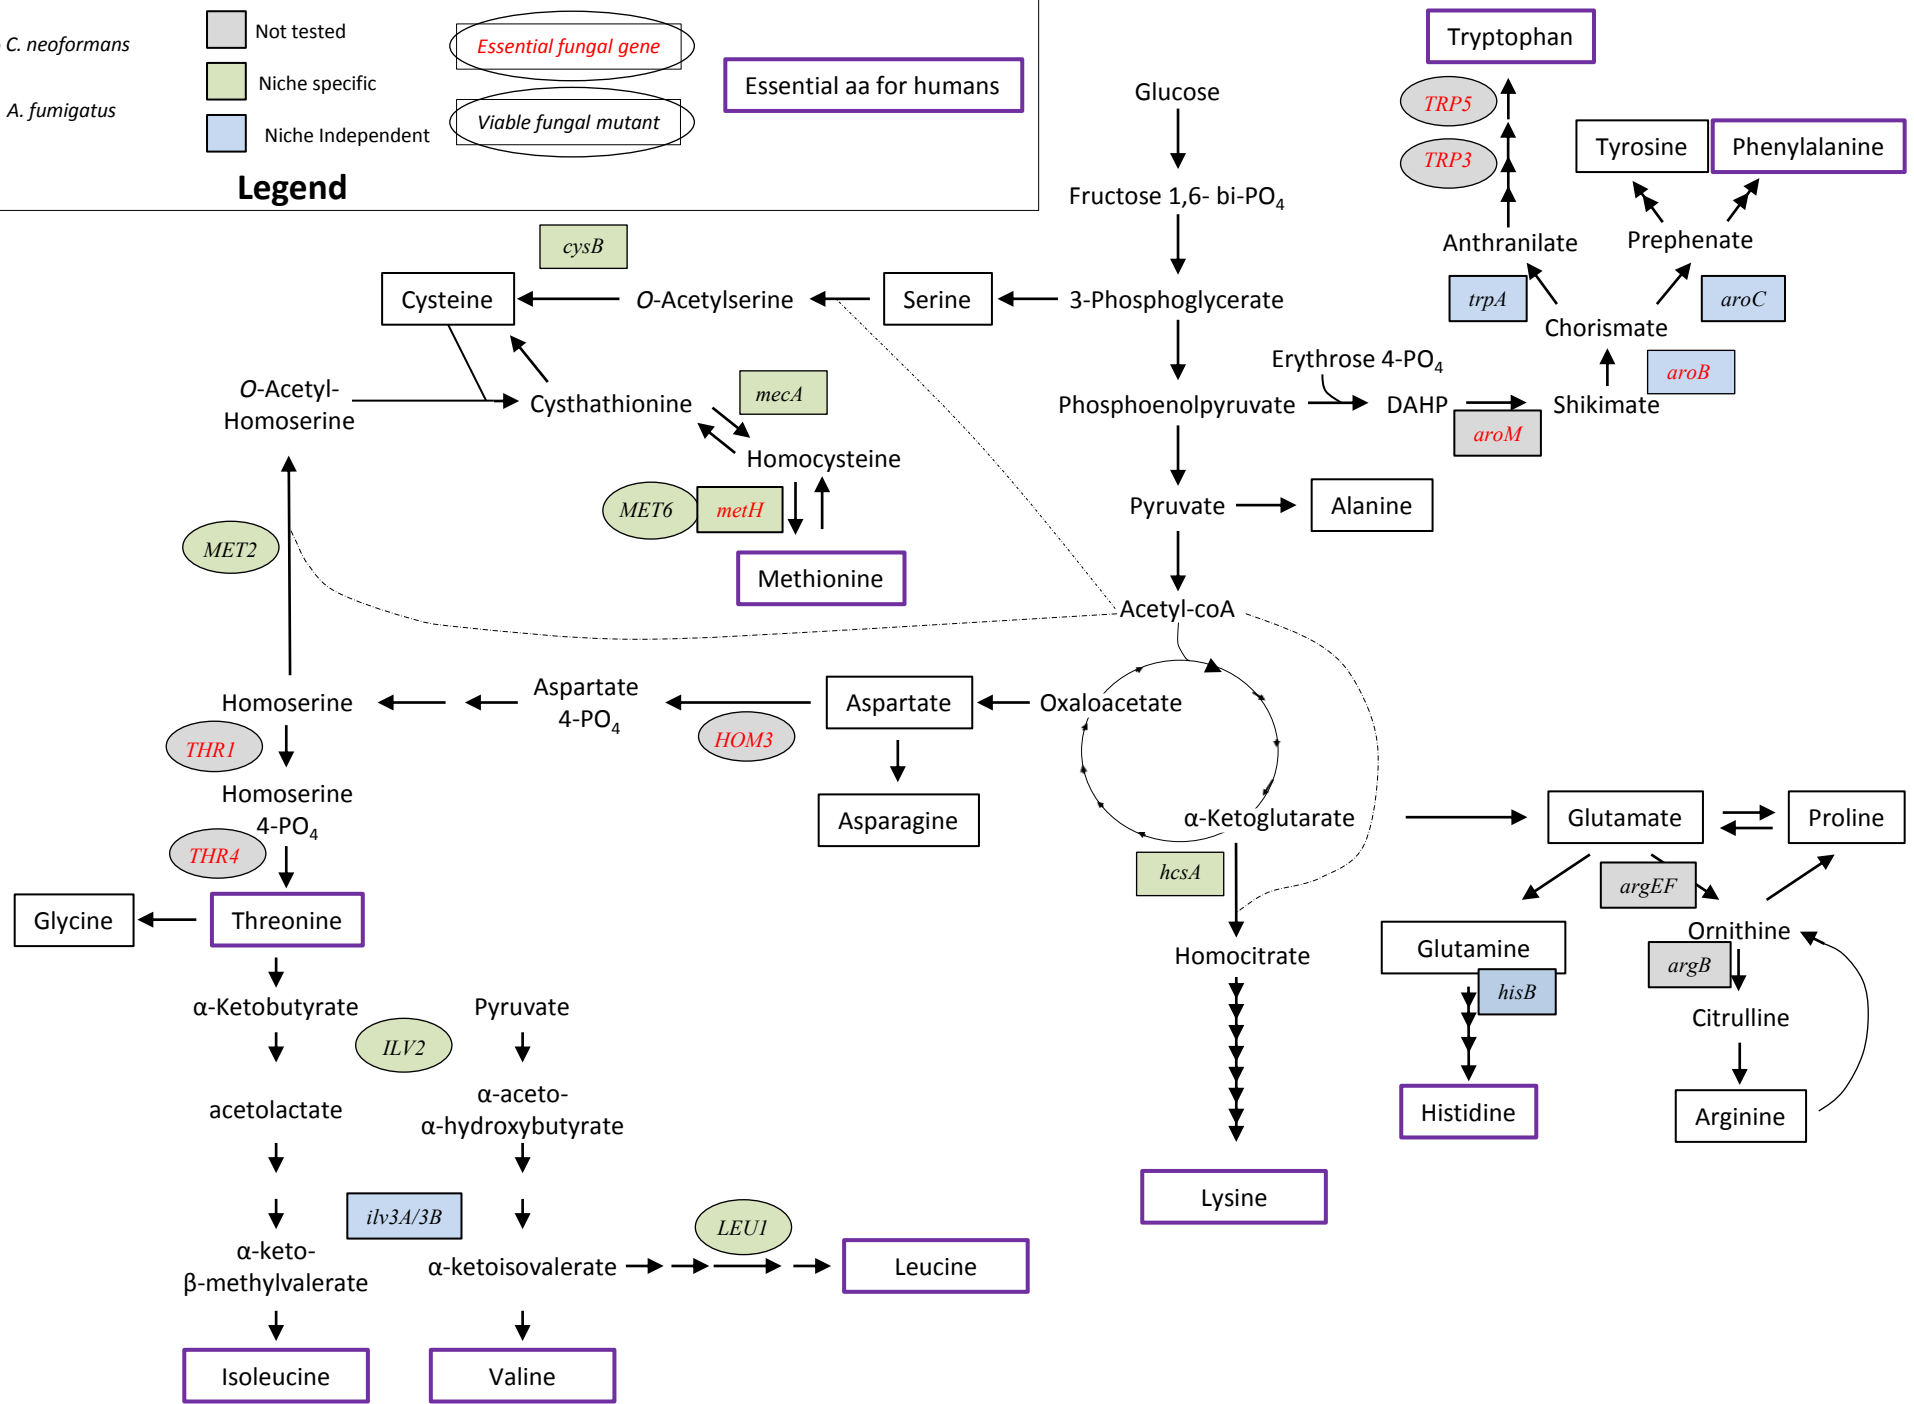 C. neoformans
A. fumigatus
Not tested
Niche specific
Niche Independent
Essential fungal gene
Viable fungal mutant
Essential aa for humans
Legend
Glucose
Fructose 1,6- bi-PO4
3-Phosphoglycerate
Phosphoenolpyruvate
Pyruvate
Alanine
Acetyl-coA
Tryptophan
TRP5
TRP3
Tyrosine
Phenylalanine
Anthranilate
Prephenate
trpA
aroC
Chorismate
aroB
Erythrose 4-PO4
DAHP
Shikimate
aroM
cysB
Cysteine
O-Acetylserine
Serine
O-Acetyl-
Homoserine
Cysthathionine
mecA
Homocysteine
MET6
metH
Methionine
MET2
Homoserine
Aspartate
4-PO4
HOM3
Aspartate
Oxaloacetate
Asparagine
THR1
Homoserine
4-PO4
THR4
Glycine
Threonine
α-Ketoglutarate
hcsA
Homocitrate
Lysine
Glutamate
Proline
argEF
Glutamine
Ornithine
hisB
argB
Citrulline
Histidine
Arginine
α-Ketobutyrate
Pyruvate
ILV2
acetolactate
α-aceto-
α-hydroxybutyrate
ilv3A/3B
α-keto-
β-methylvalerate
α-ketoisovalerate
LEU1
Leucine
Isoleucine
Valine